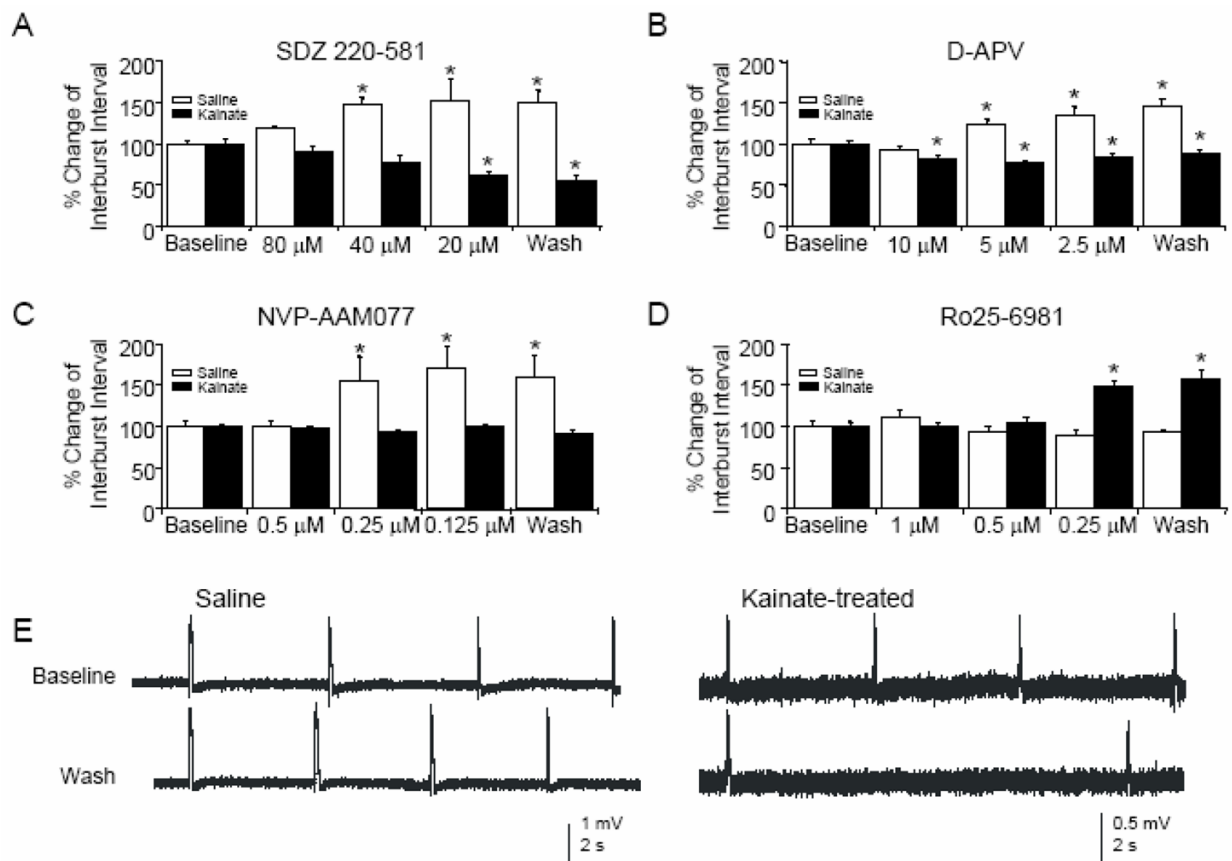 A
SDZ 220-581
% Change of
Interburst Interval
200
150
100
50
0
Saline
Kainate
* * *
* *
Baseline 80 μM 40 μM 20 μM Wash
B
D-APV
% Change of
Interburst Interval
200
150
100
50
0
Saline
Kainate
* * *
* * * *
Baseline 10 μM 5 μM 2.5 μM Wash
C
NVP-AAM077
% Change of
Interburst Interval
200
150
100
50
0
Saline
Kainate
* * *
Baseline 0.5 μM 0.25 μM 0.125 μM Wash
D
Ro25-6981
% Change of
Interburst Interval
200
150
100
50
0
Saline
Kainate
* *
Baseline 1 μM 0.5 μM 0.25 μM Wash
E
Saline
Kainate-treated
Baseline
Wash
1 mV
2 s
0.5 mV
2 s